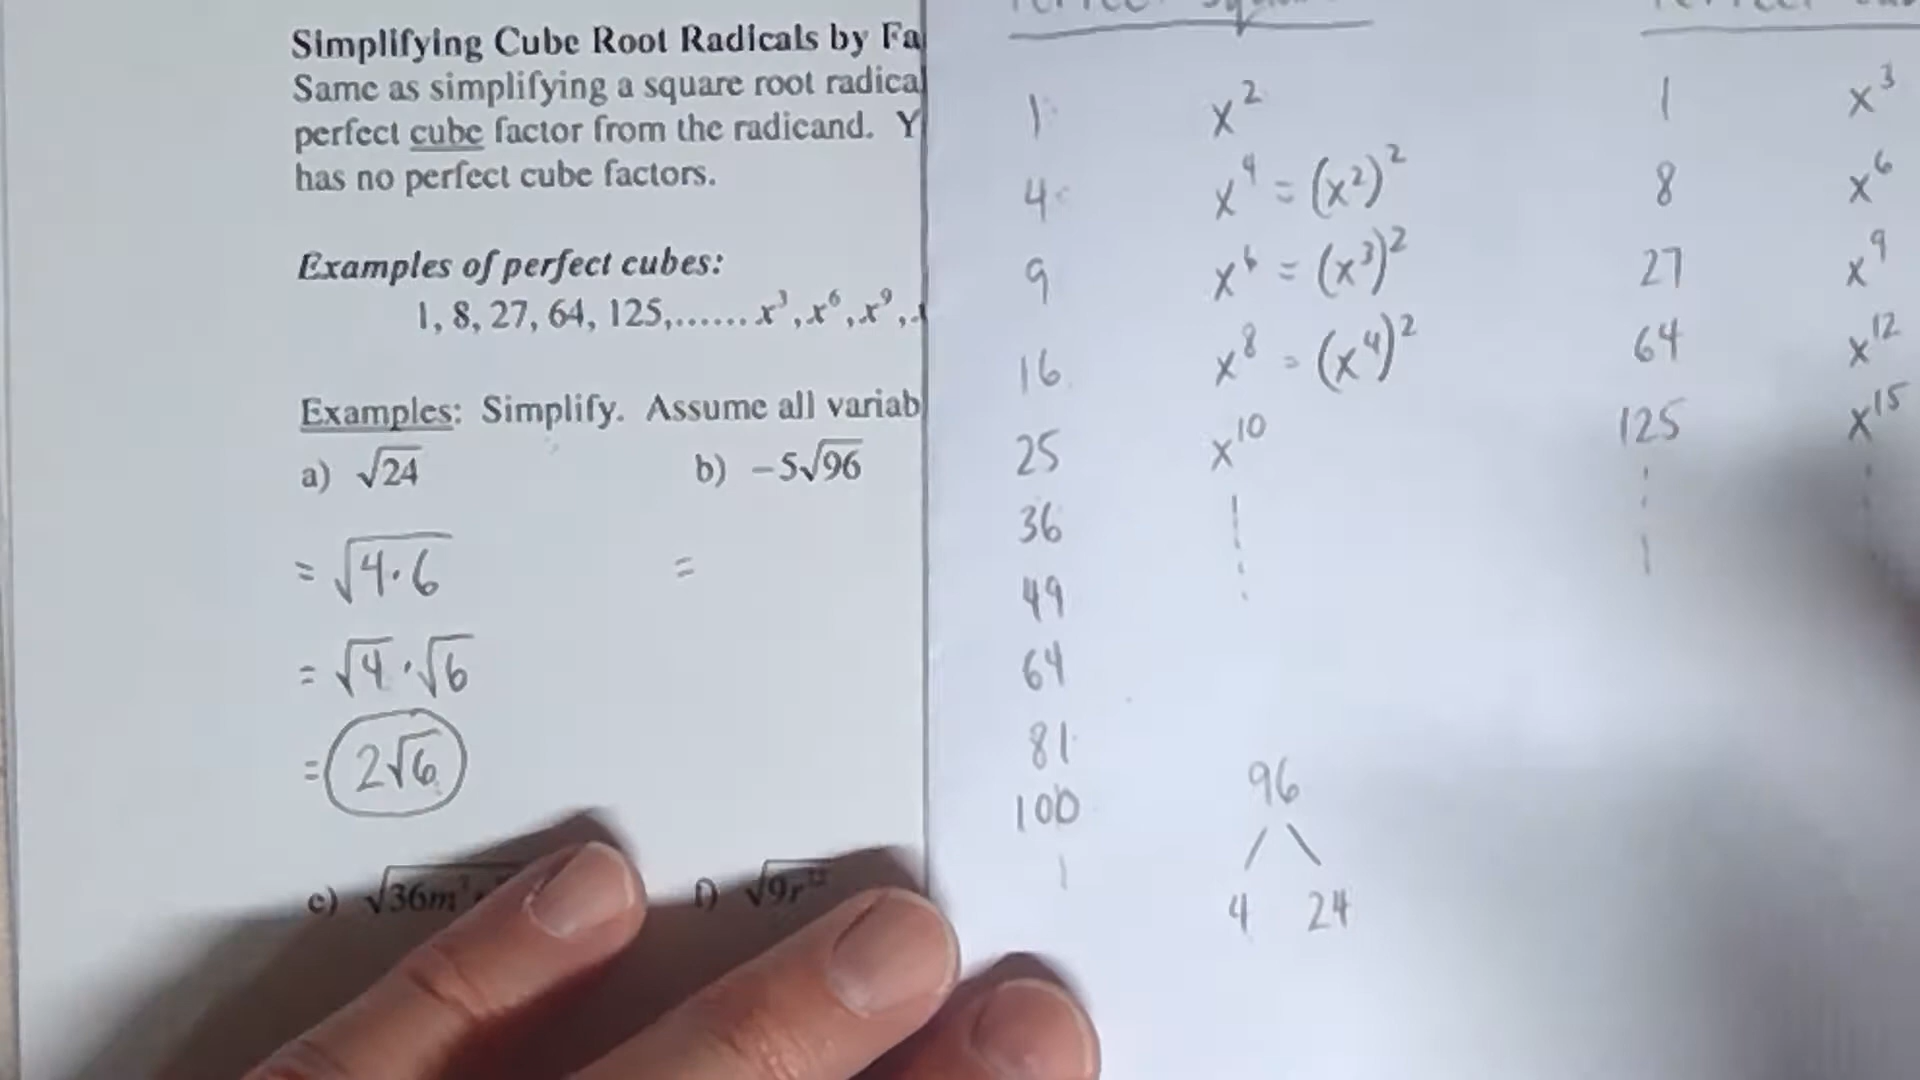 Simplifying Cube Root Radicals by Fa
Same as simplifying a square root radical
perfect cube factor from the radicand. Y
has no perfect cube factors.
Examples of perfect cubes:
1, 8, 27, 64, 125,......x³, x⁶, x⁹,
Examples: Simplify. Assume all variab
a) √24
b) −5√96
= √4·6
=
= √4 · √6
= 2√6
f) √9r
1 x² 1 x³
4 x⁴ = (x²)² 8 x⁶
9 x⁶ = (x³)² 27 x⁹
16 x⁸ = (x⁴)² 64 x¹²
25 x¹⁰ 125 x¹⁵
36
49
64
81
100
96
4 24